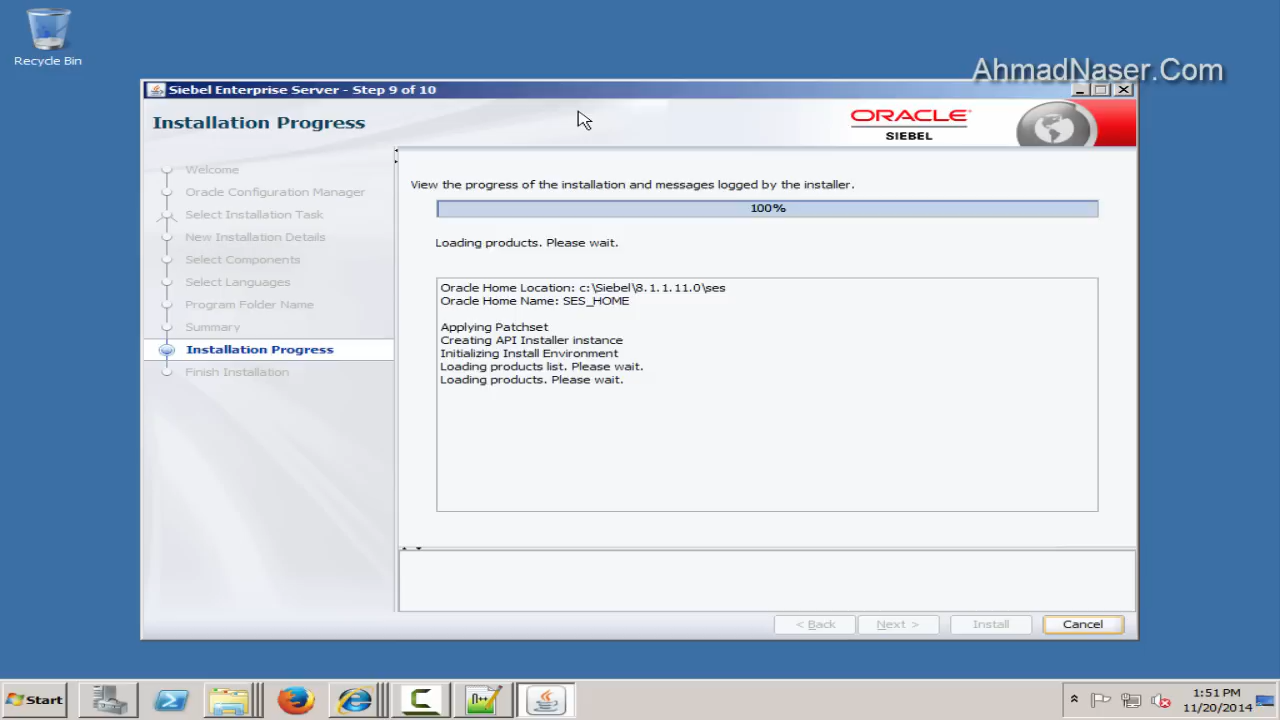 Recycle Bin
AhmadNaser.Com
Siebel Enterprise Server - Step 9 of 10
Installation Progress
ORACLE
SIEBEL
Welcome
Oracle Configuration Manager
Select Installation Task
New Installation Details
Select Components
Select Languages
Program Folder Name
Summary
Installation Progress
Finish Installation
View the progress of the installation and messages logged by the installer.
100%
Loading products. Please wait.
Oracle Home Location: c:\Siebel\8.1.1.11.0\ses
Oracle Home Name: SES_HOME
Applying Patchset
Creating API Installer instance
Initializing Install Environment
Loading products list. Please wait.
Loading products. Please wait.
< Back
Next >
Install
Cancel
Start
N++
1:51 PM
11/20/2014